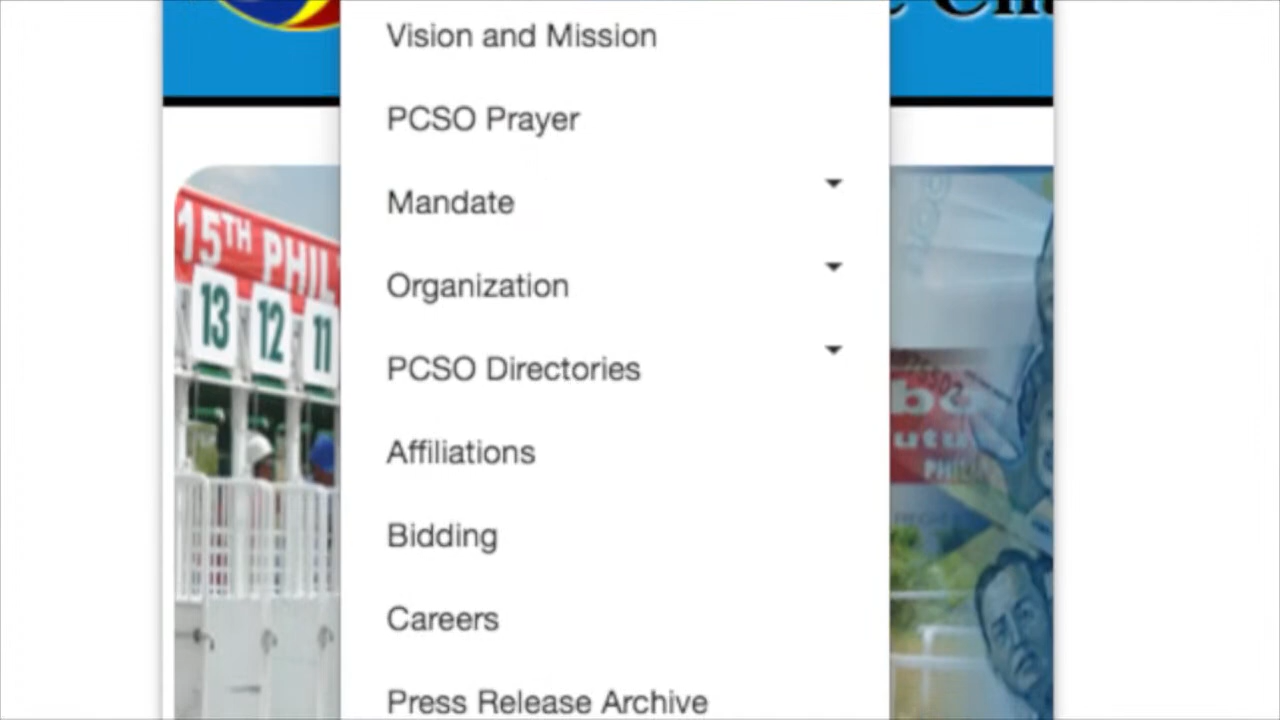 Vision and Mission
PCSO Prayer
Mandate
Organization
PCSO Directories
Affiliations
Bidding
Careers
Press Release Archive
15TH PHIL
13 12 11